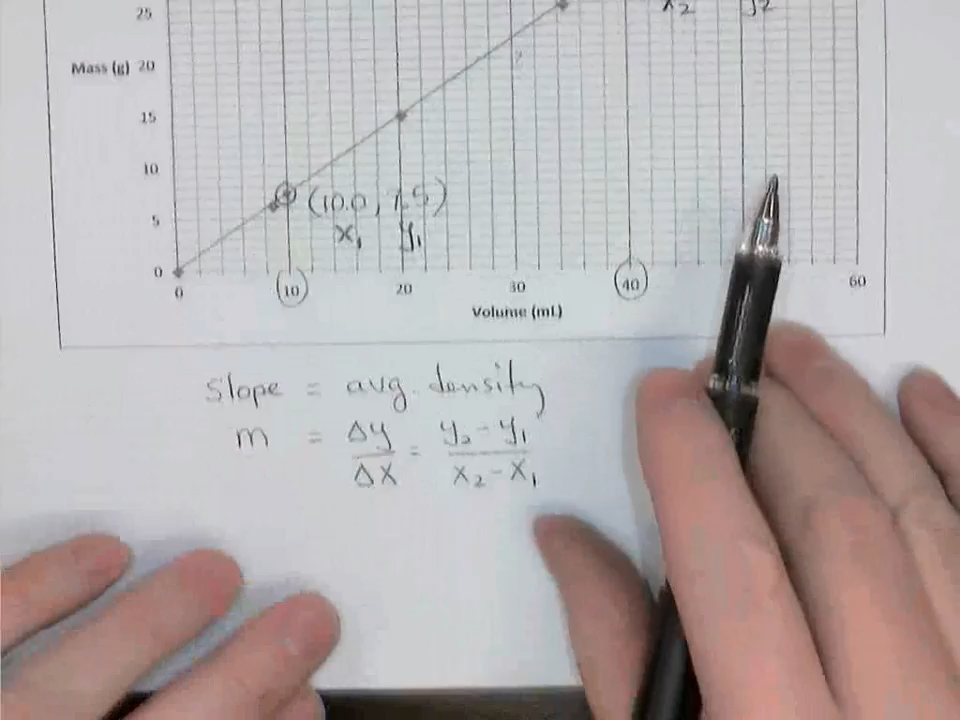 25
x2 y2
Mass (g) 20
15
10
(10.0, 7.5)
5
x1 y1
0
0 10 20 30 40 60
Volume (mL)
Slope = avg. density
m = Δy/Δx = y2-y1/x2-x1